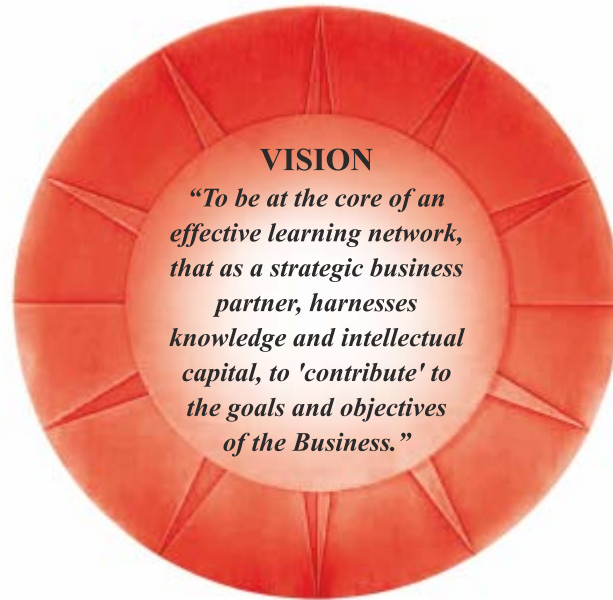 VISION
“To be at the core of an
effective learning network,
that as a strategic business
partner, harnesses
knowledge and intellectual
capital, to 'contribute' to
the goals and objectives
of the Business.”